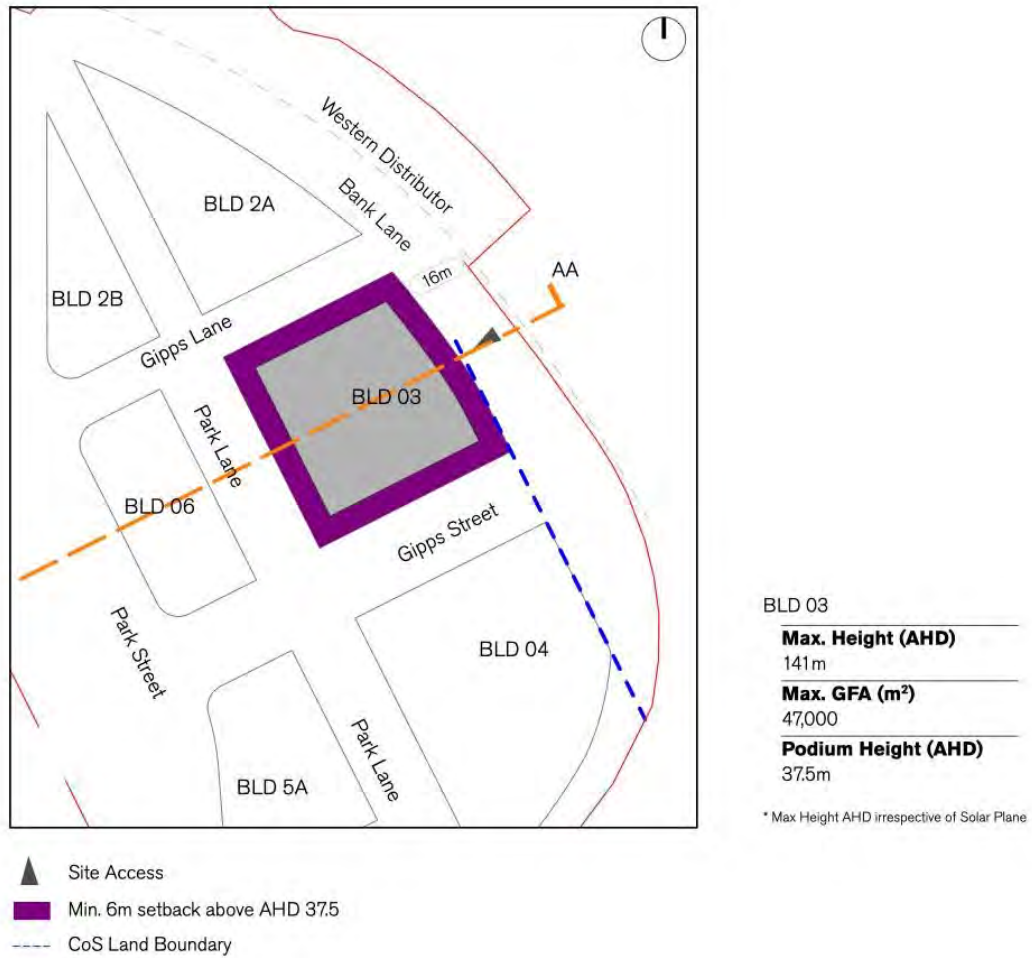 Western Distributor
Bank Lane
BLD 2A
16m
AA
BLD 2B
Gipps Lane
BLD 03
Park Lane
BLD 06
Gipps Street
Park Street
BLD 04
Park Lane
BLD 5A
BLD 03
Max. Height (AHD)
141m
Max. GFA (m²)
47,000
Podium Height (AHD)
37.5m
* Max Height AHD irrespective of Solar Plane
Site Access
Min. 6m setback above AHD 37.5
CoS Land Boundary